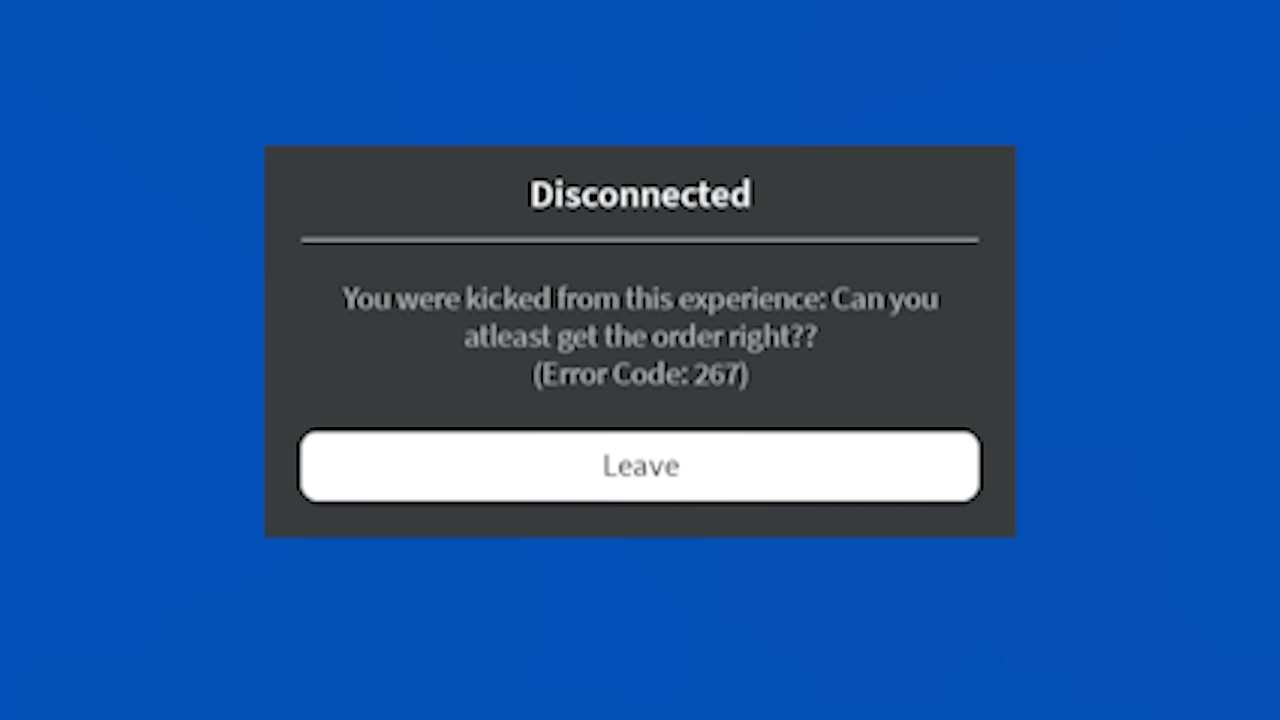 Disconnected
You were kicked from this experience: Can you
atleast get the order right??
(Error Code: 267)
Leave